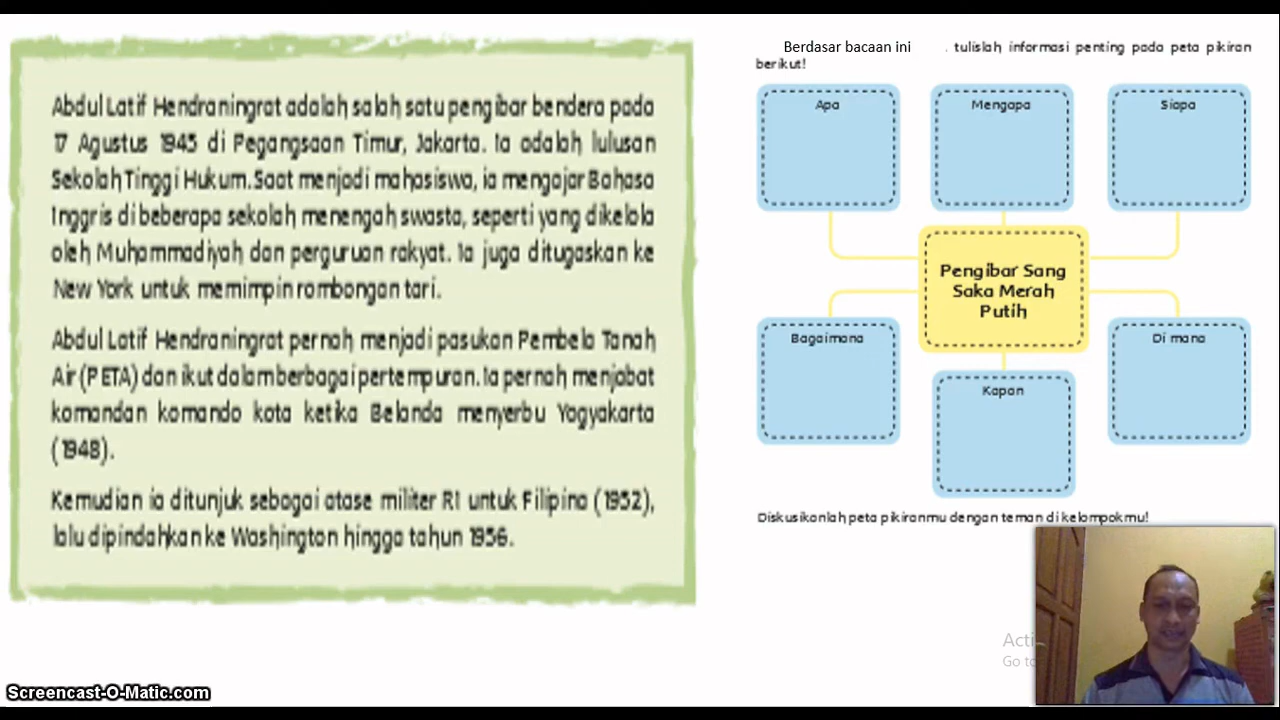 Abdul Latif Hendraningrat adalah salah satu pengibar bendera pada
17 Agustus 1945 di Pegangsaan Timur, Jakarta. Ia adalah lulusan
Sekolah Tinggi Hukum. Saat menjadi mahasiswa, ia mengajar Bahasa
Inggris di beberapa sekolah menengah swasta, seperti yang dikelola
oleh Muhammadiyah dan perguruan rakyat. Ia juga ditugaskan ke
New York untuk memimpin rombongan tari.
Abdul Latif Hendraningrat pernah menjadi pasukan Pembela Tanah
Air (PETA) dan ikut dalam berbagai pertempuran. Ia pernah menjabat
komandan komando kota ketika Belanda menyerbu Yogyakarta
(1948).
Kemudian ia ditunjuk sebagai atase militer RI untuk Filipina (1952),
lalu dipindahkan ke Washington hingga tahun 1956.
Berdasar bacaan ini . tulislah informasi penting pada peta pikiran
berikut!
Apa
Mengapa
Siapa
Pengibar Sang
Saka Merah
Putih
Bagaimana
Di mana
Kapan
Diskusikanlah peta pikiranmu dengan teman di kelompokmu!
Acti
Go to
Screencast-O-Matic.com